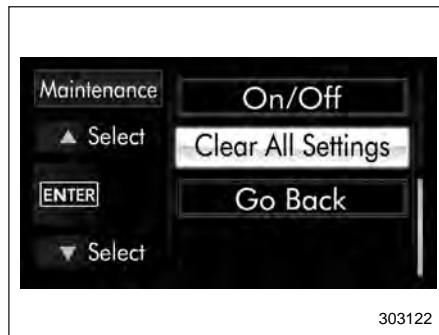 Maintenance
▲ Select
ENTER
▼ Select
On/Off
Clear All Settings
Go Back
303122